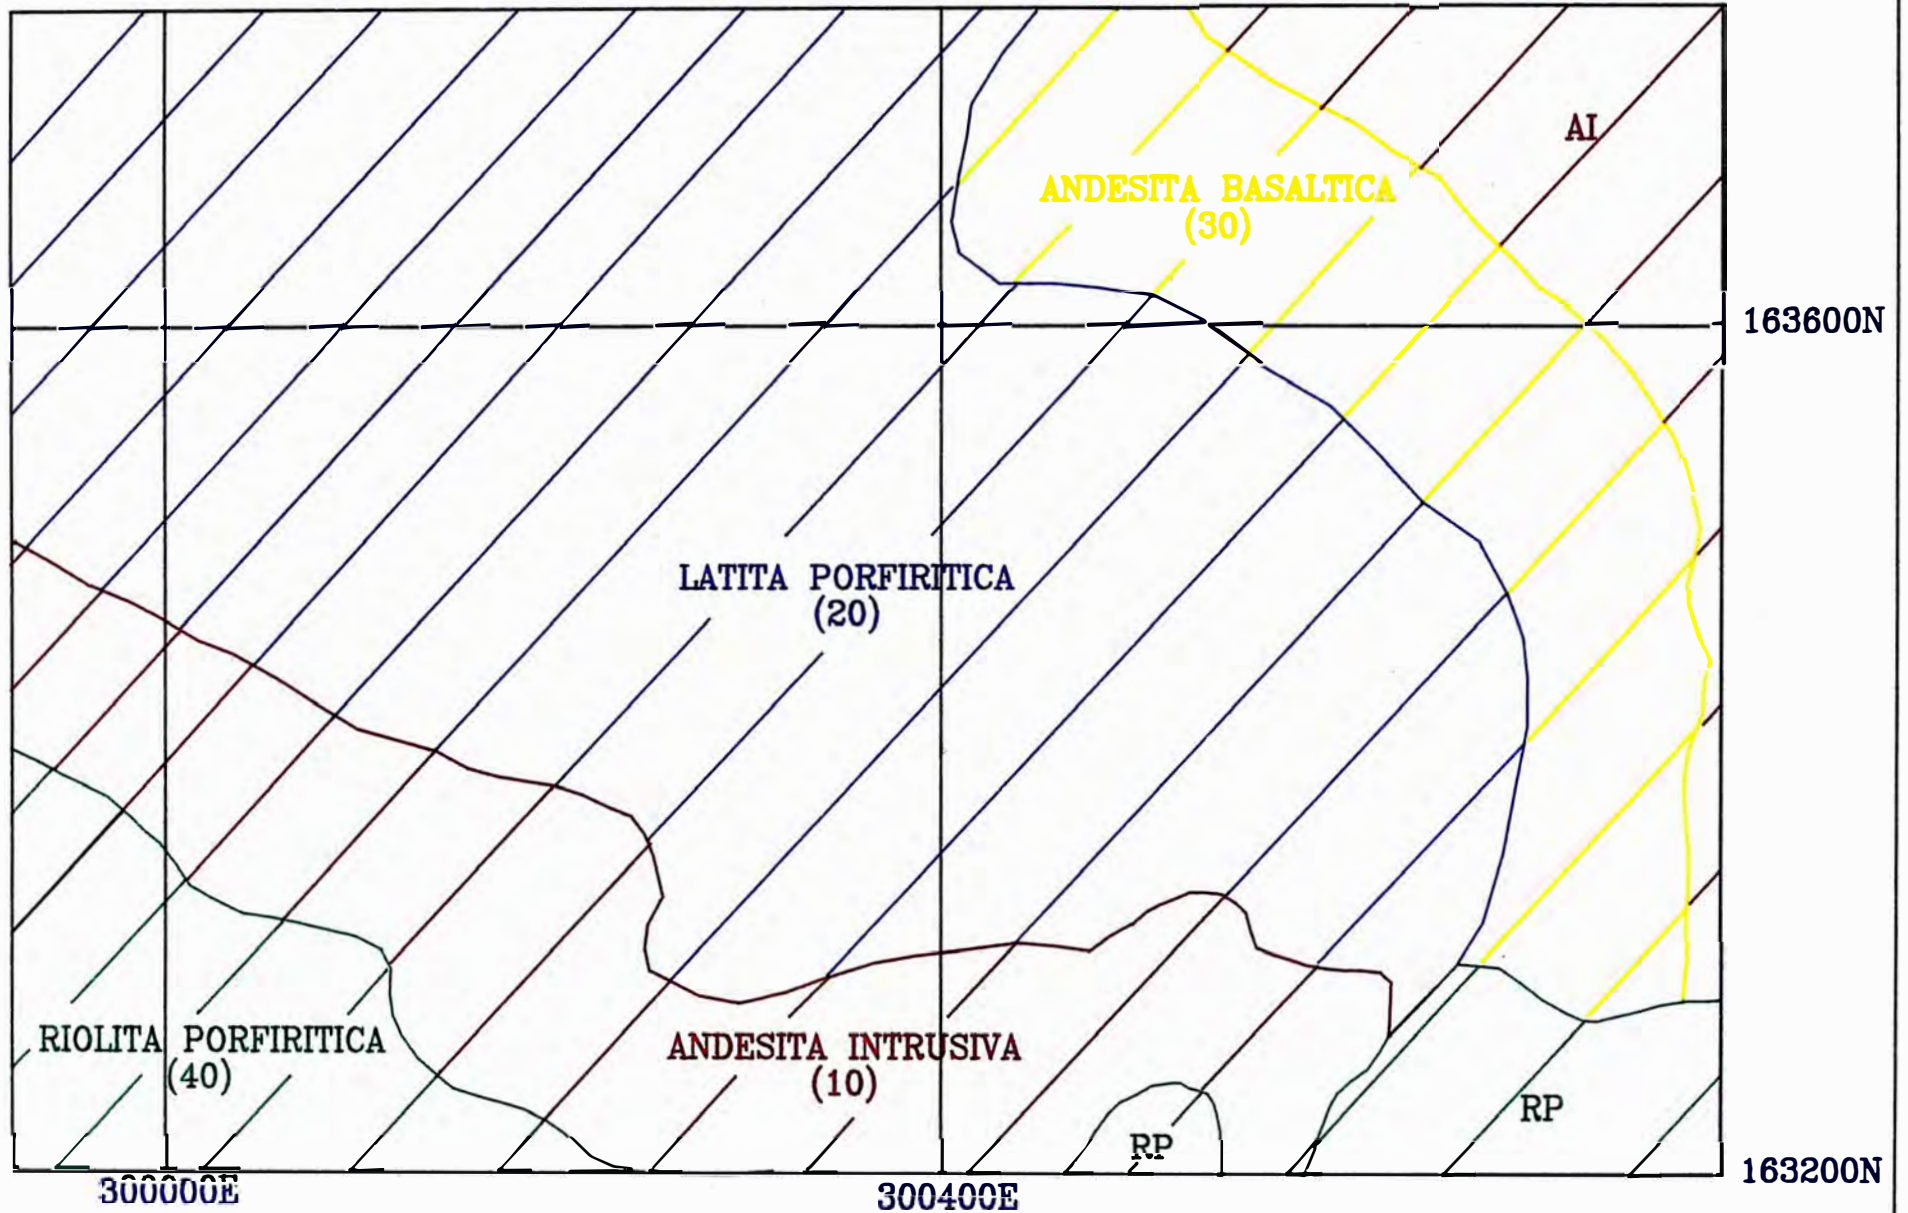 AI
ANDESITA BASALTICA
(30)
163600N
LATITA PORFIRITICA
(20)
RIOLITA PORFIRITICA
(40)
ANDESITA INTRUSIVA
(10)
RP
RP
163200N
300000E
300400E